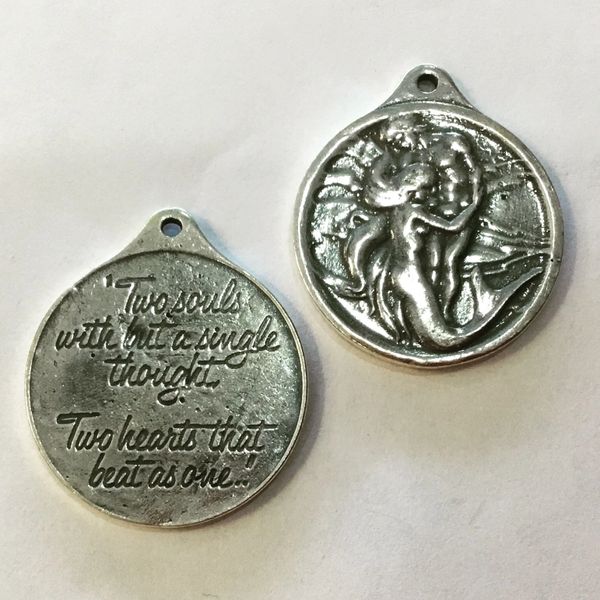 "Two souls
with but a single
thought.
Two hearts that
beat as one.."